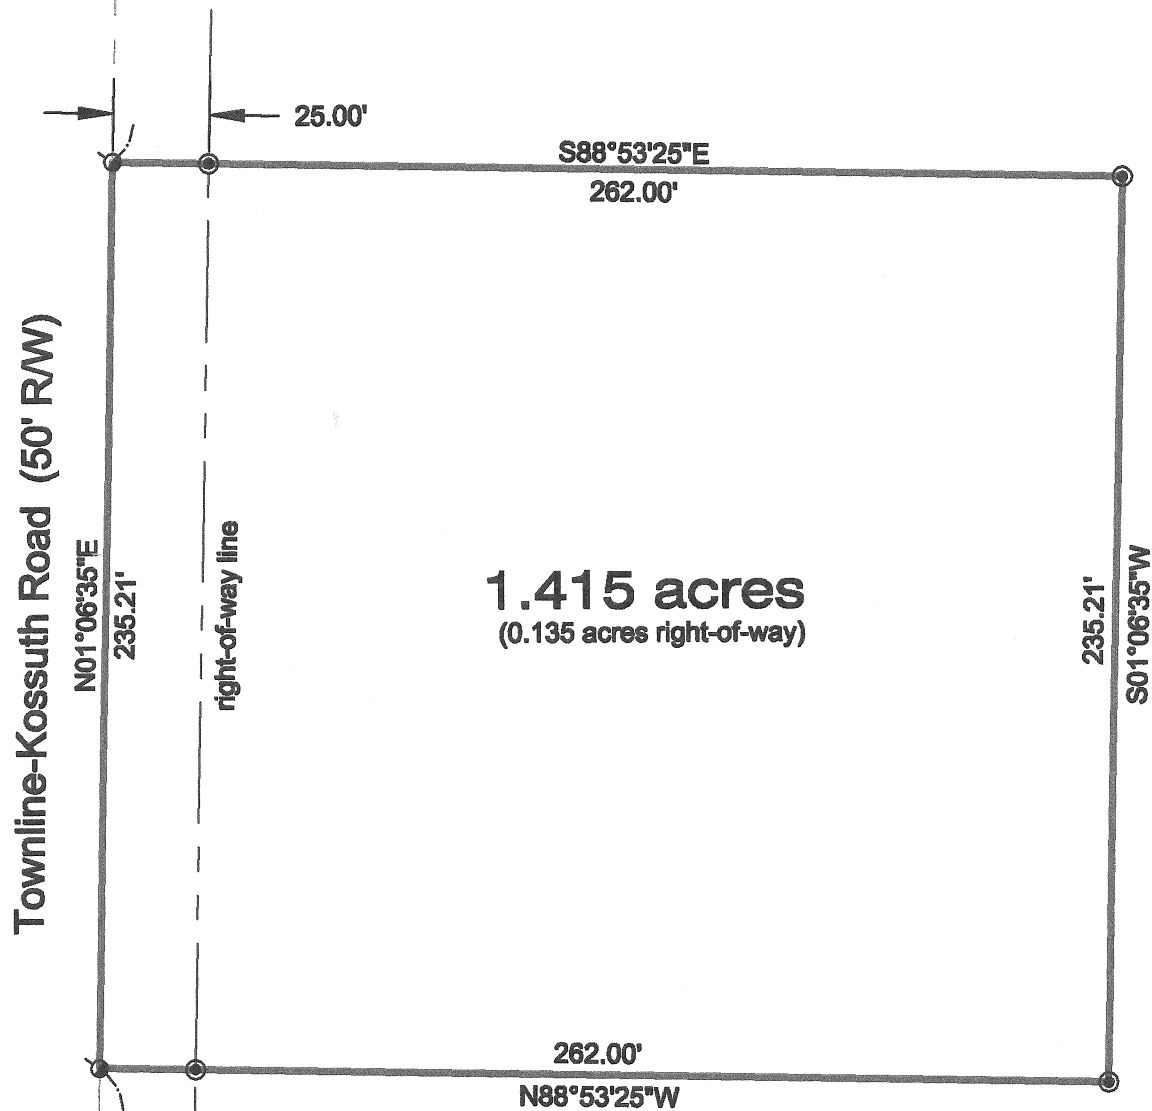 25.00'
S88°53'25"E
262.00'
Townline-Kossuth Road (50' R/W)
N01°06'35"E
235.21'
right-of-way line
1.415 acres
(0.135 acres right-of-way)
235.21'
S01°06'35"W
262.00'
N88°53'25"W